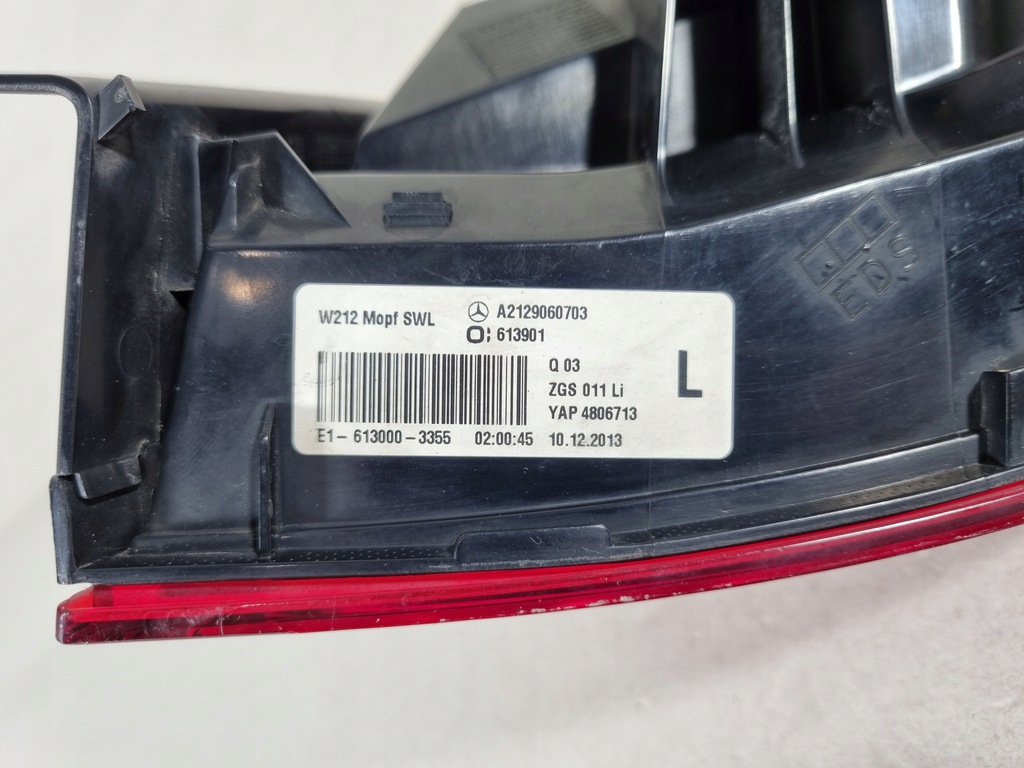 W212 Mopf SWL
A2129060703
613901
Q 03
ZGS 011 Li
L
YAP 4806713
E1- 613000-3355 02:00:45 10.12.2013
EDS